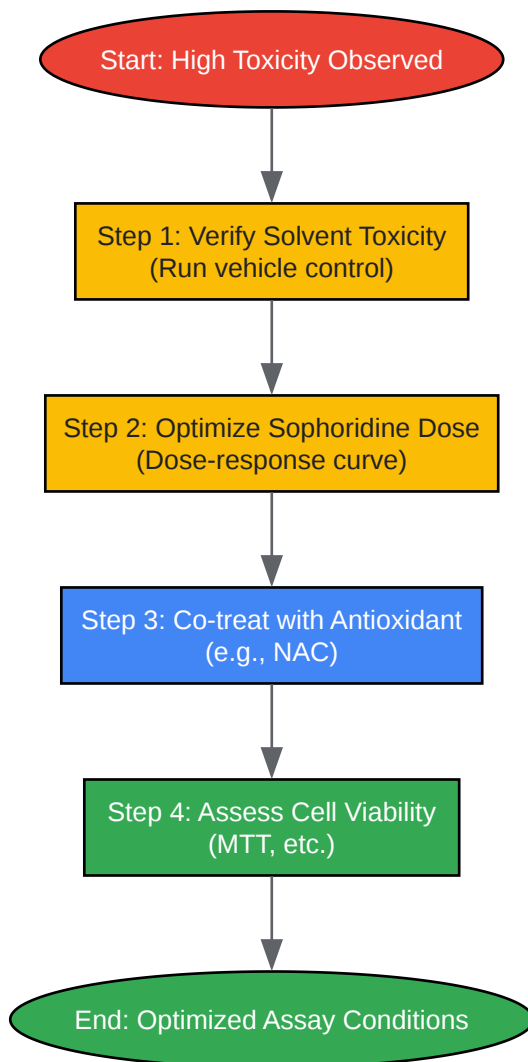 Start: High Toxicity Observed
Step 1: Verify Solvent Toxicity
(Run vehicle control)
Step 2: Optimize Sophoridine Dose
(Dose-response curve)
Step 3: Co-treat with Antioxidant
(e.g., NAC)
Step 4: Assess Cell Viability
(MTT, etc.)
End: Optimized Assay Conditions